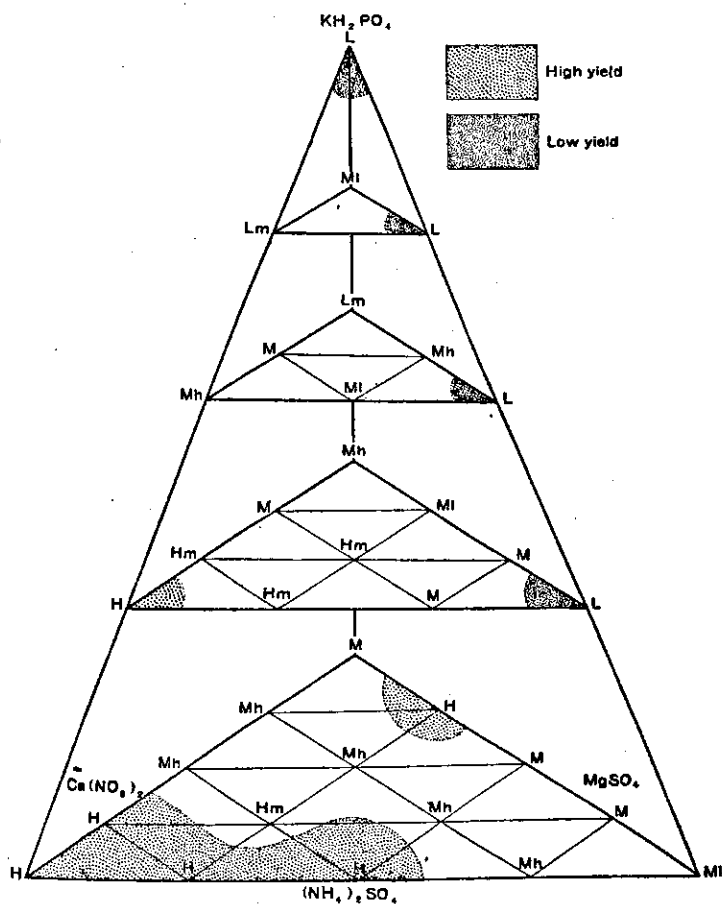 KH₂PO₄
L
High yield
Low yield
Ml
Lm L
Lm
M Mh
Mh Ml L
Mh
M Ml
Hm Hm M
H Hm M L
M
Mh H
Mh Mh M
Ca(NO₃)₂ MgSO₄
H Hm Mh M
H H H Mh Ml
(NH₄)₂SO₄